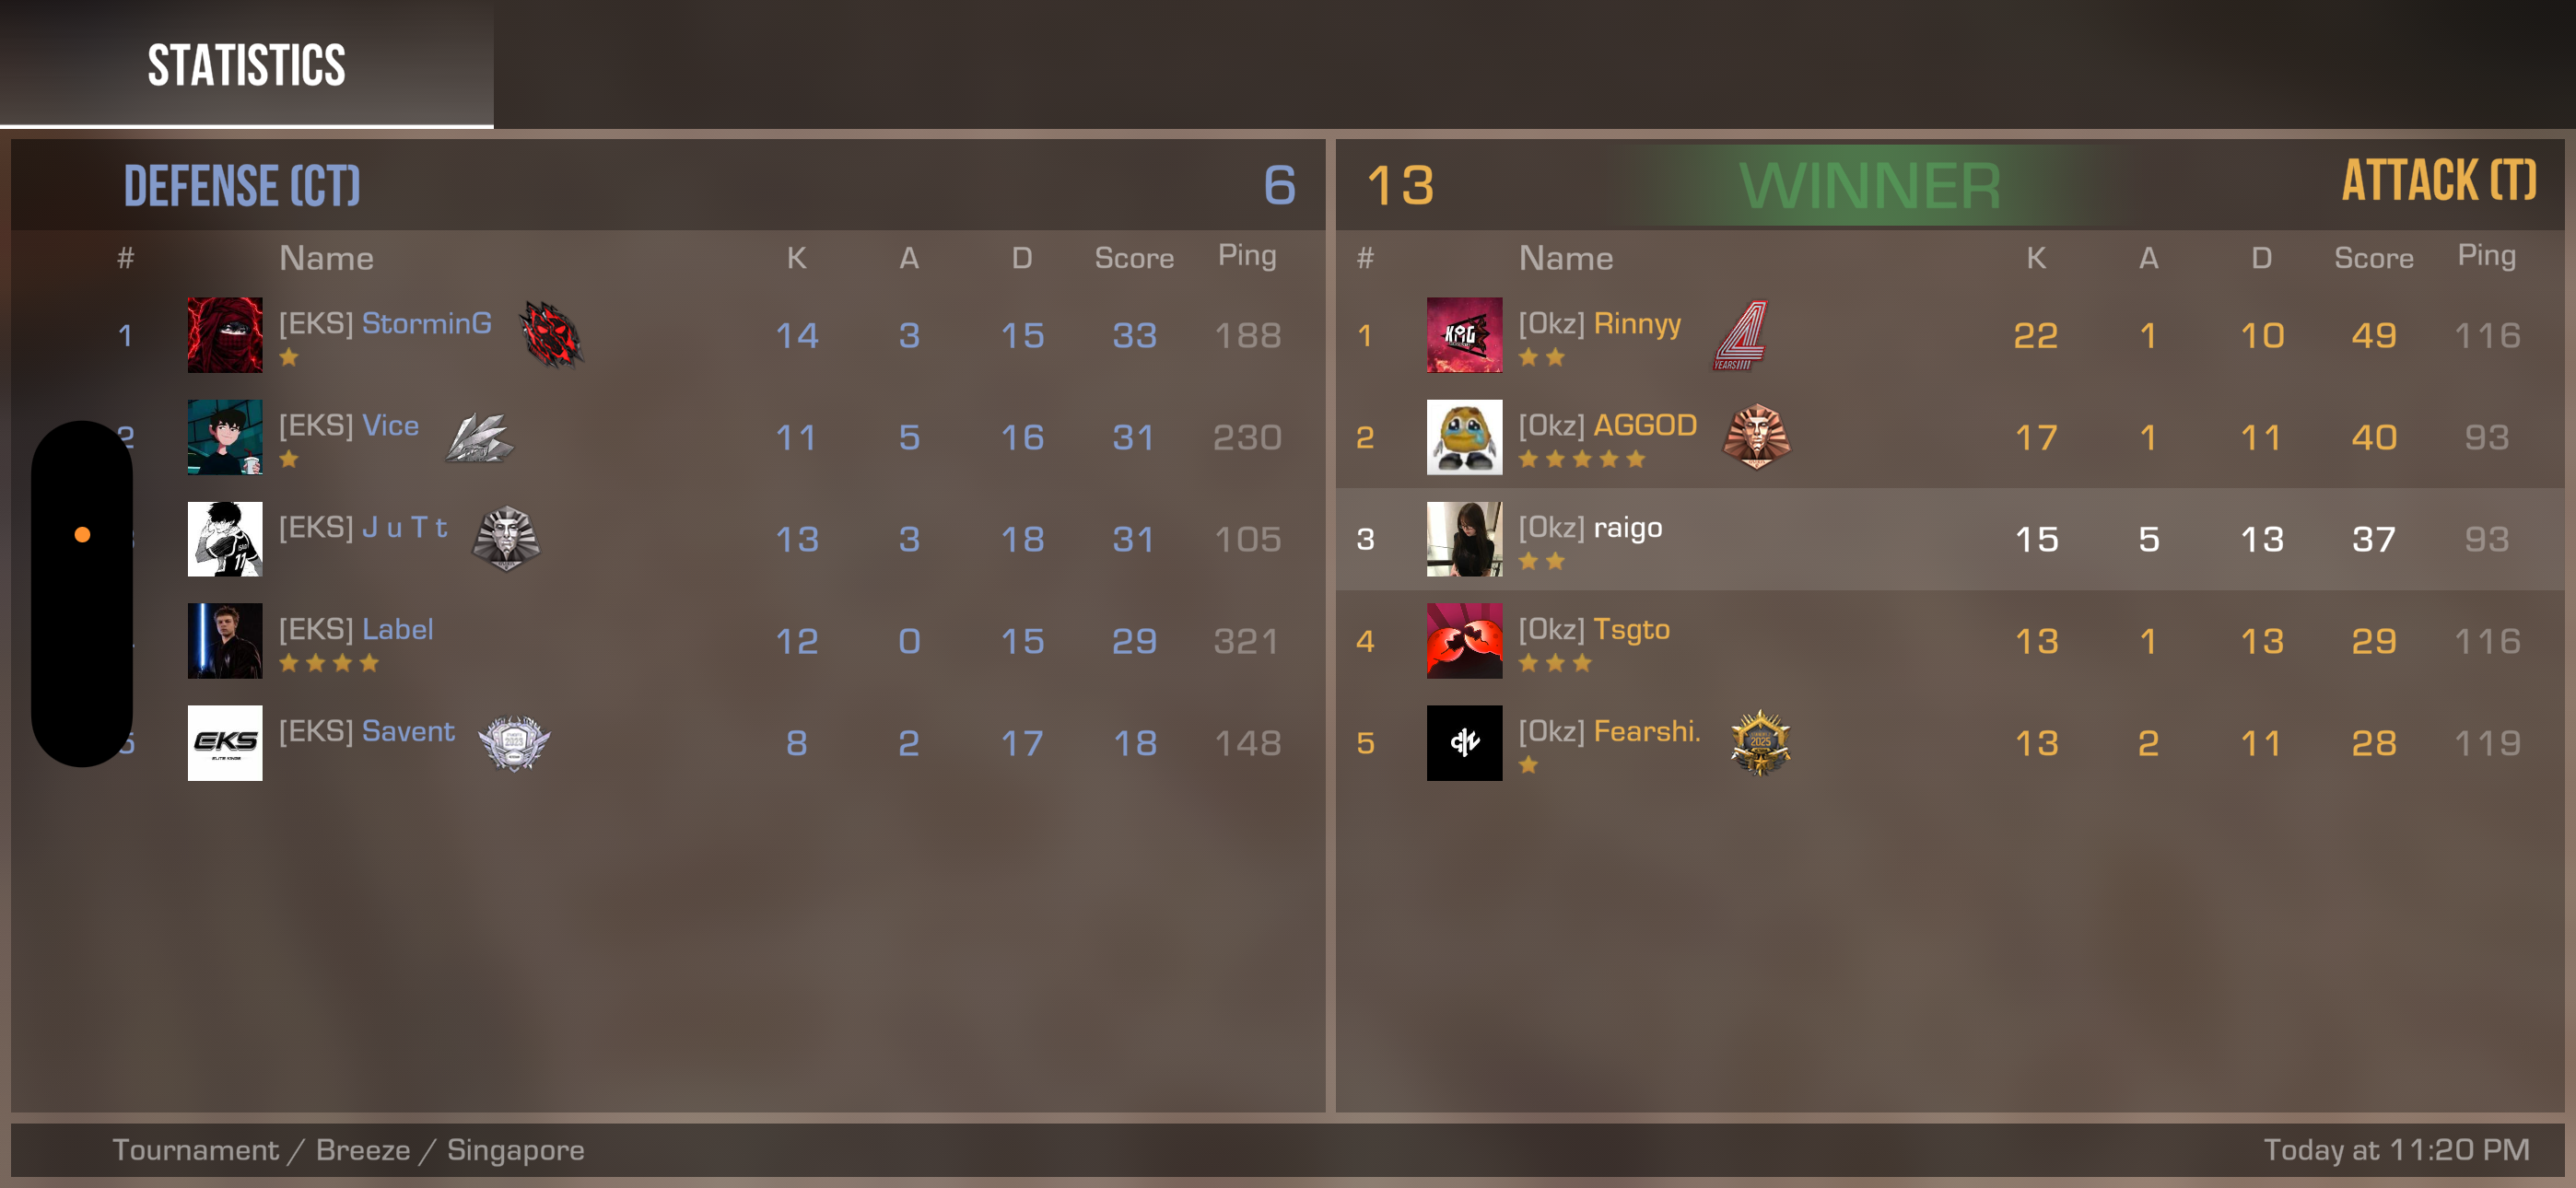 STATISTICS
DEFENSE (CT) 6
# Name K A D Score Ping
1 [EKS] StorminG 14 3 15 33 188
2 [EKS] Vice 11 5 16 31 230
[EKS] J u T t 13 3 18 31 105
[EKS] Label 12 0 15 29 321
5 EKS [EKS] Savent 8 2 17 18 148
13 WINNER ATTACK (T)
# Name K A D Score Ping
1 [Okz] Rinnyy 4 YEARS 22 1 10 49 116
2 [Okz] AGGOD 17 1 11 40 93
3 [Okz] raigo 15 5 13 37 93
4 [Okz] Tsgto 13 1 13 29 116
5 [Okz] Fearshi. 2025 13 2 11 28 119
Tournament / Breeze / Singapore
Today at 11:20 PM